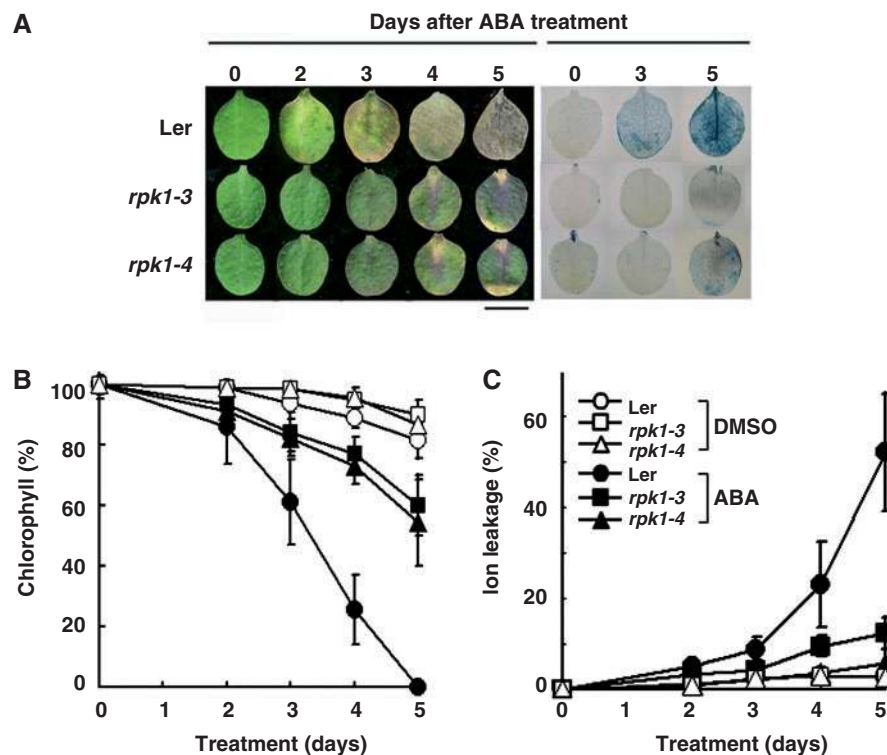 A
Days after ABA treatment
0 2 3 4 5 0 3 5
Ler
rpk1-3
rpk1-4
B
Chlorophyll (%)
100
80
60
40
20
0
0 1 2 3 4 5
Treatment (days)
C
Ion leakage (%)
60
40
20
0
Ler
rpk1-3
rpk1-4
DMSO
Ler
rpk1-3
rpk1-4
ABA
0 1 2 3 4 5
Treatment (days)